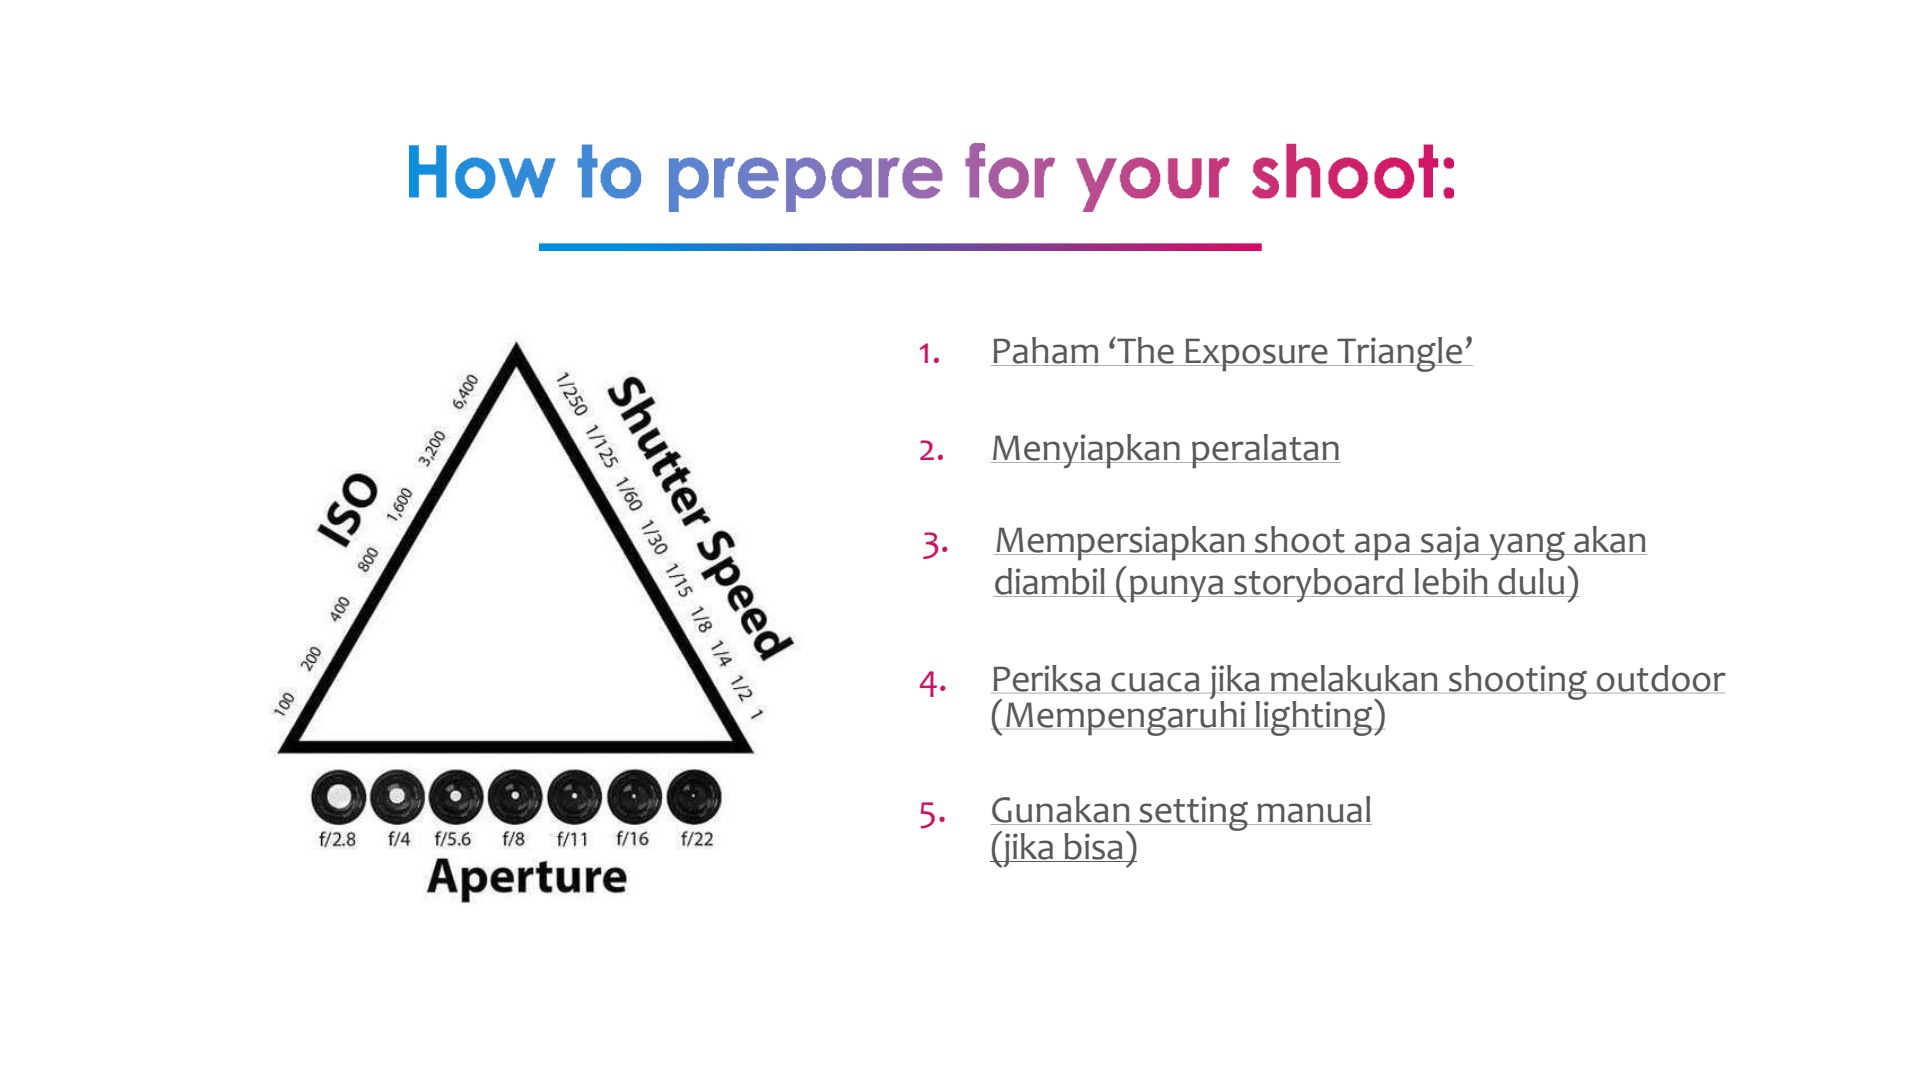 How to prepare for your shoot:
ISO
100
200
400
800
1,600
3,200
6,400
Shutter Speed
1/250
1/125
1/60
1/30
1/15
1/8
1/4
1/2
1
f/2.8 f/4 f/5.6 f/8 f/11 f/16 f/22
Aperture
1. Paham ‘The Exposure Triangle’
2. Menyiapkan peralatan
3. Mempersiapkan shoot apa saja yang akan
diambil (punya storyboard lebih dulu)
4. Periksa cuaca jika melakukan shooting outdoor
(Mempengaruhi lighting)
5. Gunakan setting manual
(jika bisa)